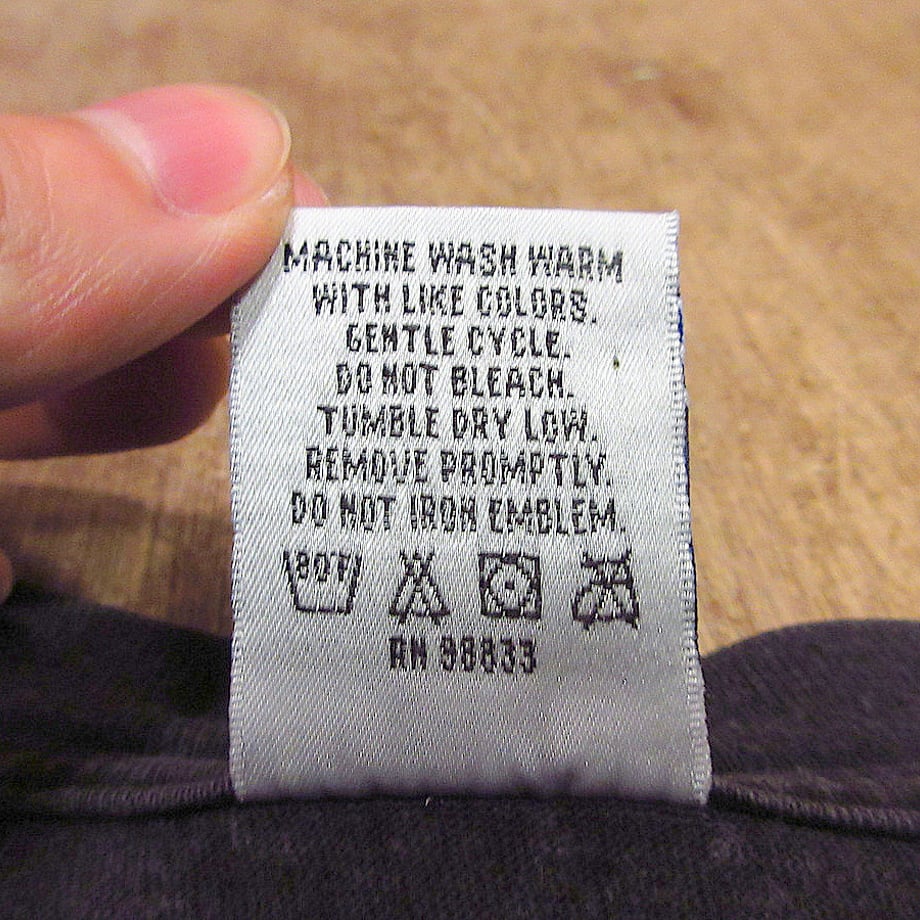 MACHINE WASH WARM
WITH LIKE COLORS.
GENTLE CYCLE.
DO NOT BLEACH.
TUMBLE DRY LOW.
REMOVE PROMPTLY.
DO NOT IRON EMBLEM.
80F
RN 98833